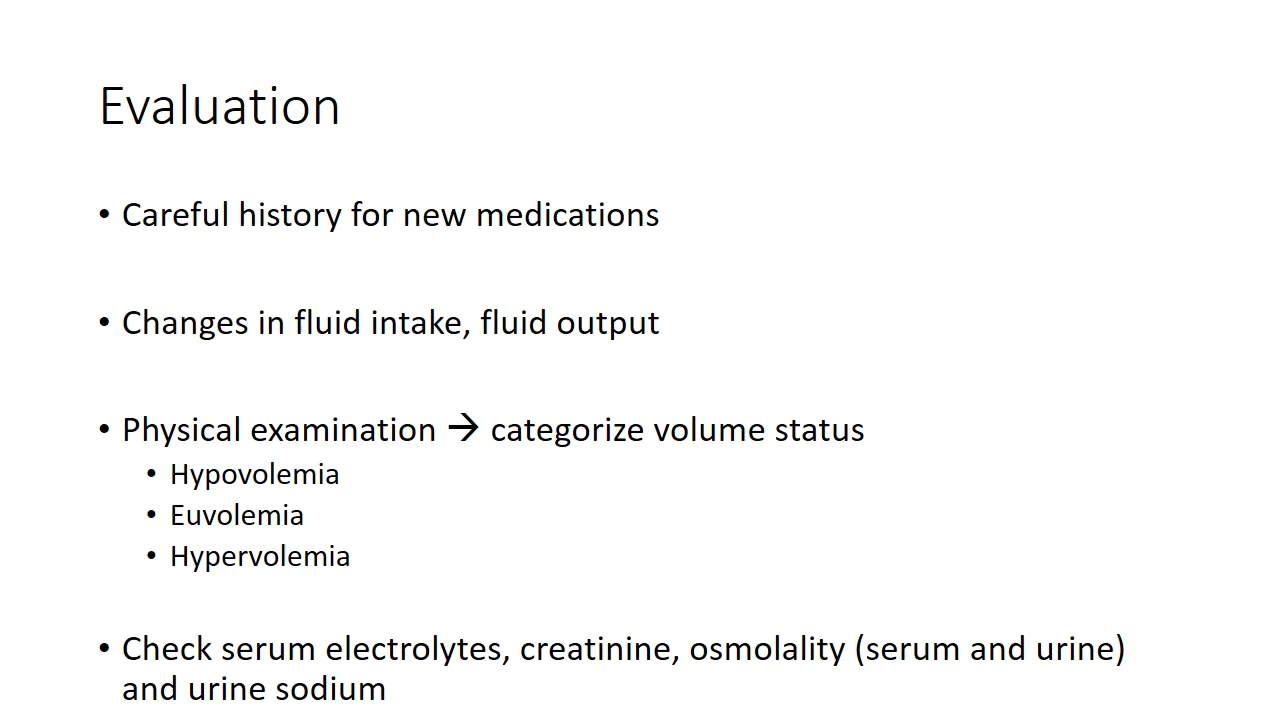 Evaluation
• Careful history for new medications
• Changes in fluid intake, fluid output
• Physical examination → categorize volume status
• Hypovolemia
• Euvolemia
• Hypervolemia
• Check serum electrolytes, creatinine, osmolality (serum and urine)
and urine sodium